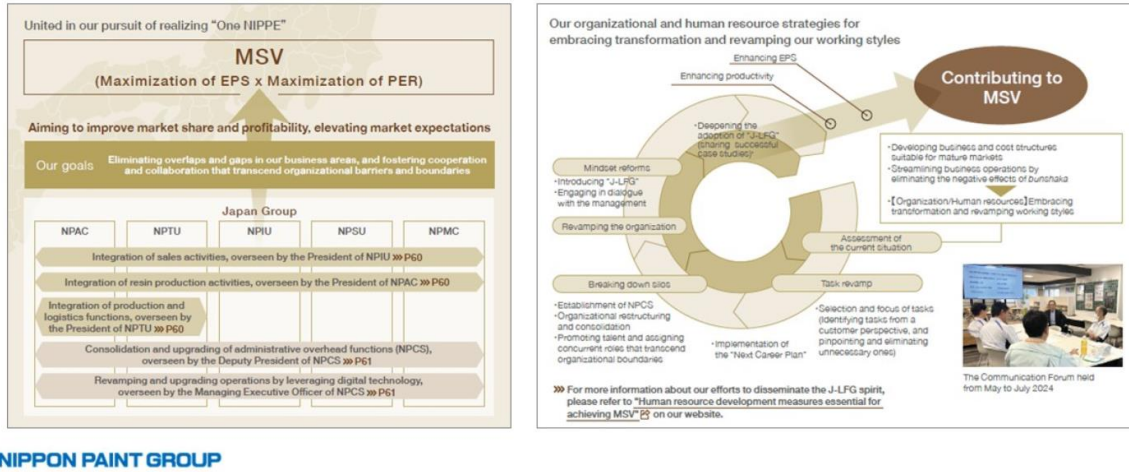 United in our pursuit of realizing “One NIPPE”
MSV
(Maximization of EPS x Maximization of PER)
Aiming to improve market share and profitability, elevating market expectations
Our goals
Eliminating overlaps and gaps in our business areas, and fostering cooperation
and collaboration that transcend organizational barriers and boundaries
Japan Group
NPAC
NPTU
NPIU
NPSU
NPMC
Integration of sales activities, overseen by the President of NPIU >>> P60
Integration of resin production activities, overseen by the President of NPAC >>> P60
Integration of production and
logistics functions, overseen by
the President of NPTU >>> P60
Consolidation and upgrading of administrative overhead functions (NPCS),
overseen by the Deputy President of NPCS >>> P61
Revamping and upgrading operations by leveraging digital technology,
overseen by the Managing Executive Officer of NPCS >>> P61
Our organizational and human resource strategies for
embracing transformation and revamping our working styles
Enhancing EPS
Enhancing productivity
Contributing to
MSV
・Deepening the
adoption of “J-LFG”
(sharing successful
case studies)
・Developing business and cost structures
suitable for mature markets
・Streamlining business operations by
eliminating the negative effects of bunshaka
・【Organization/Human resources】Embracing
transformation and revamping working styles
Mindset reforms
・Introducing “J-LFG”
・Engaging in dialogue
with the management
Revamping the organization
Assessment of
the current situation
Breaking down silos
・Establishment of NPCS
・Organizational restructuring
and consolidation
・Promoting talent and assigning
concurrent roles that transcend
organizational boundaries
・Implementation of
the “Next Career Plan”
Task revamp
・Selection and focus of tasks
(Identifying tasks from a
customer perspective, and
pinpointing and eliminating
unnecessary ones)
The Communication Forum held
from May to July 2024
>>> For more information about our efforts to disseminate the J-LFG spirit,
please refer to “Human resource development measures essential for
achieving MSV” on our website.
NIPPON PAINT GROUP